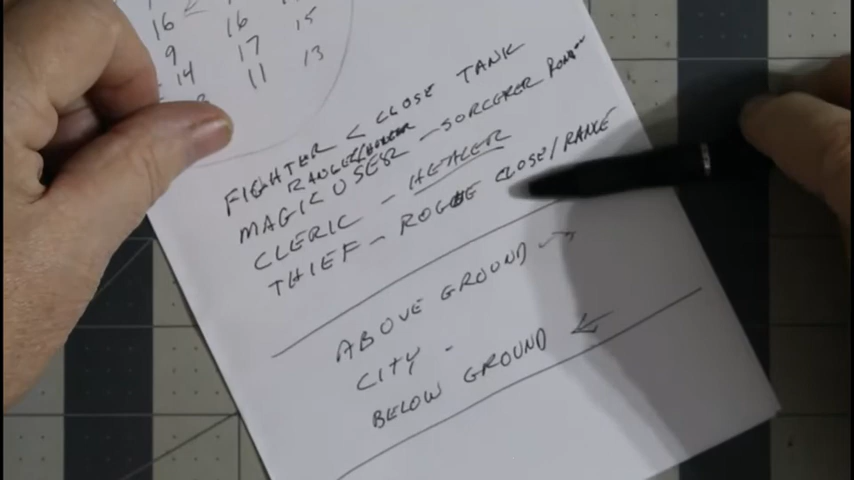 16 16 15
9 17 13
14 11
FIGHTER < CLOSE TANK
RANGER/HUNTER
MAGIC USER - SORCERER
CLERIC - HEALER
THIEF - ROGUE CLOSE/RANGE
ABOVE GROUND
CITY -
BELOW GROUND ←